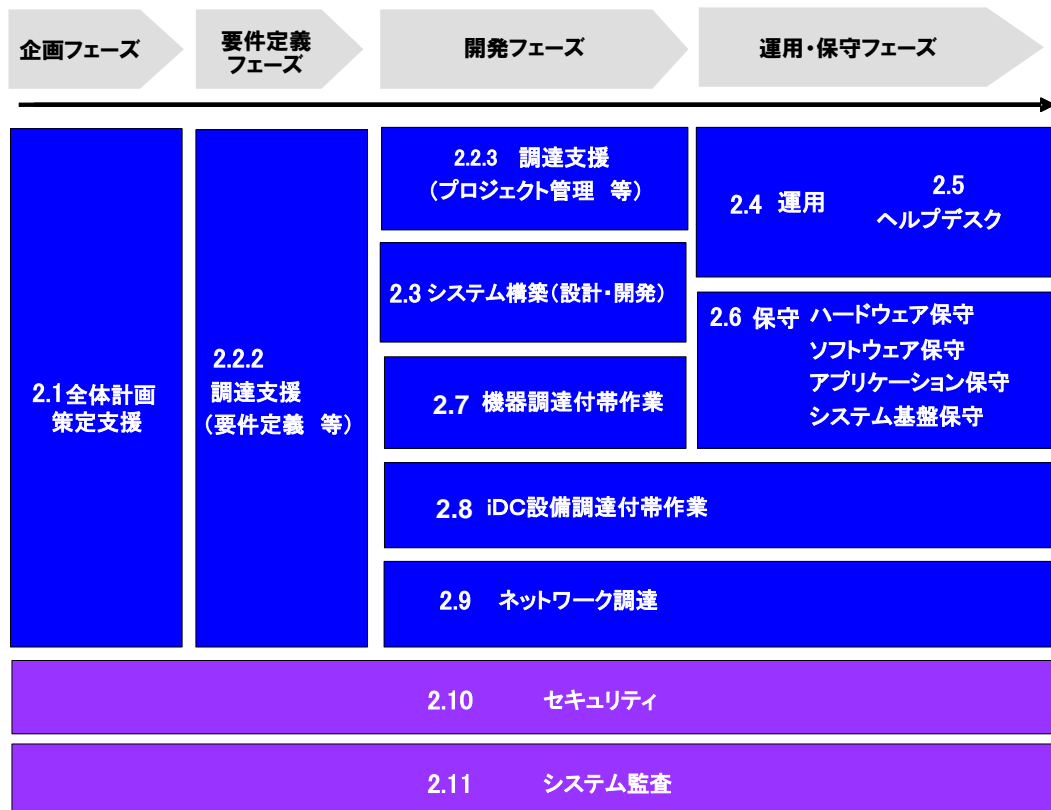 企画フェーズ
要件定義
フェーズ
開発フェーズ
運用・保守フェーズ
2.1全体計画
策定支援
2.2.2
調達支援
（要件定義　等）
2.2.3　調達支援
（プロジェクト管理　等）
2.3 システム構築（設計・開発）
2.7 機器調達付帯作業
2.4 運用
2.5
ヘルプデスク
2.6 保守 ハードウェア保守
ソフトウェア保守
アプリケーション保守
システム基盤保守
2.8 iDC設備調達付帯作業
2.9 ネットワーク調達
2.10 セキュリティ
2.11 システム監査